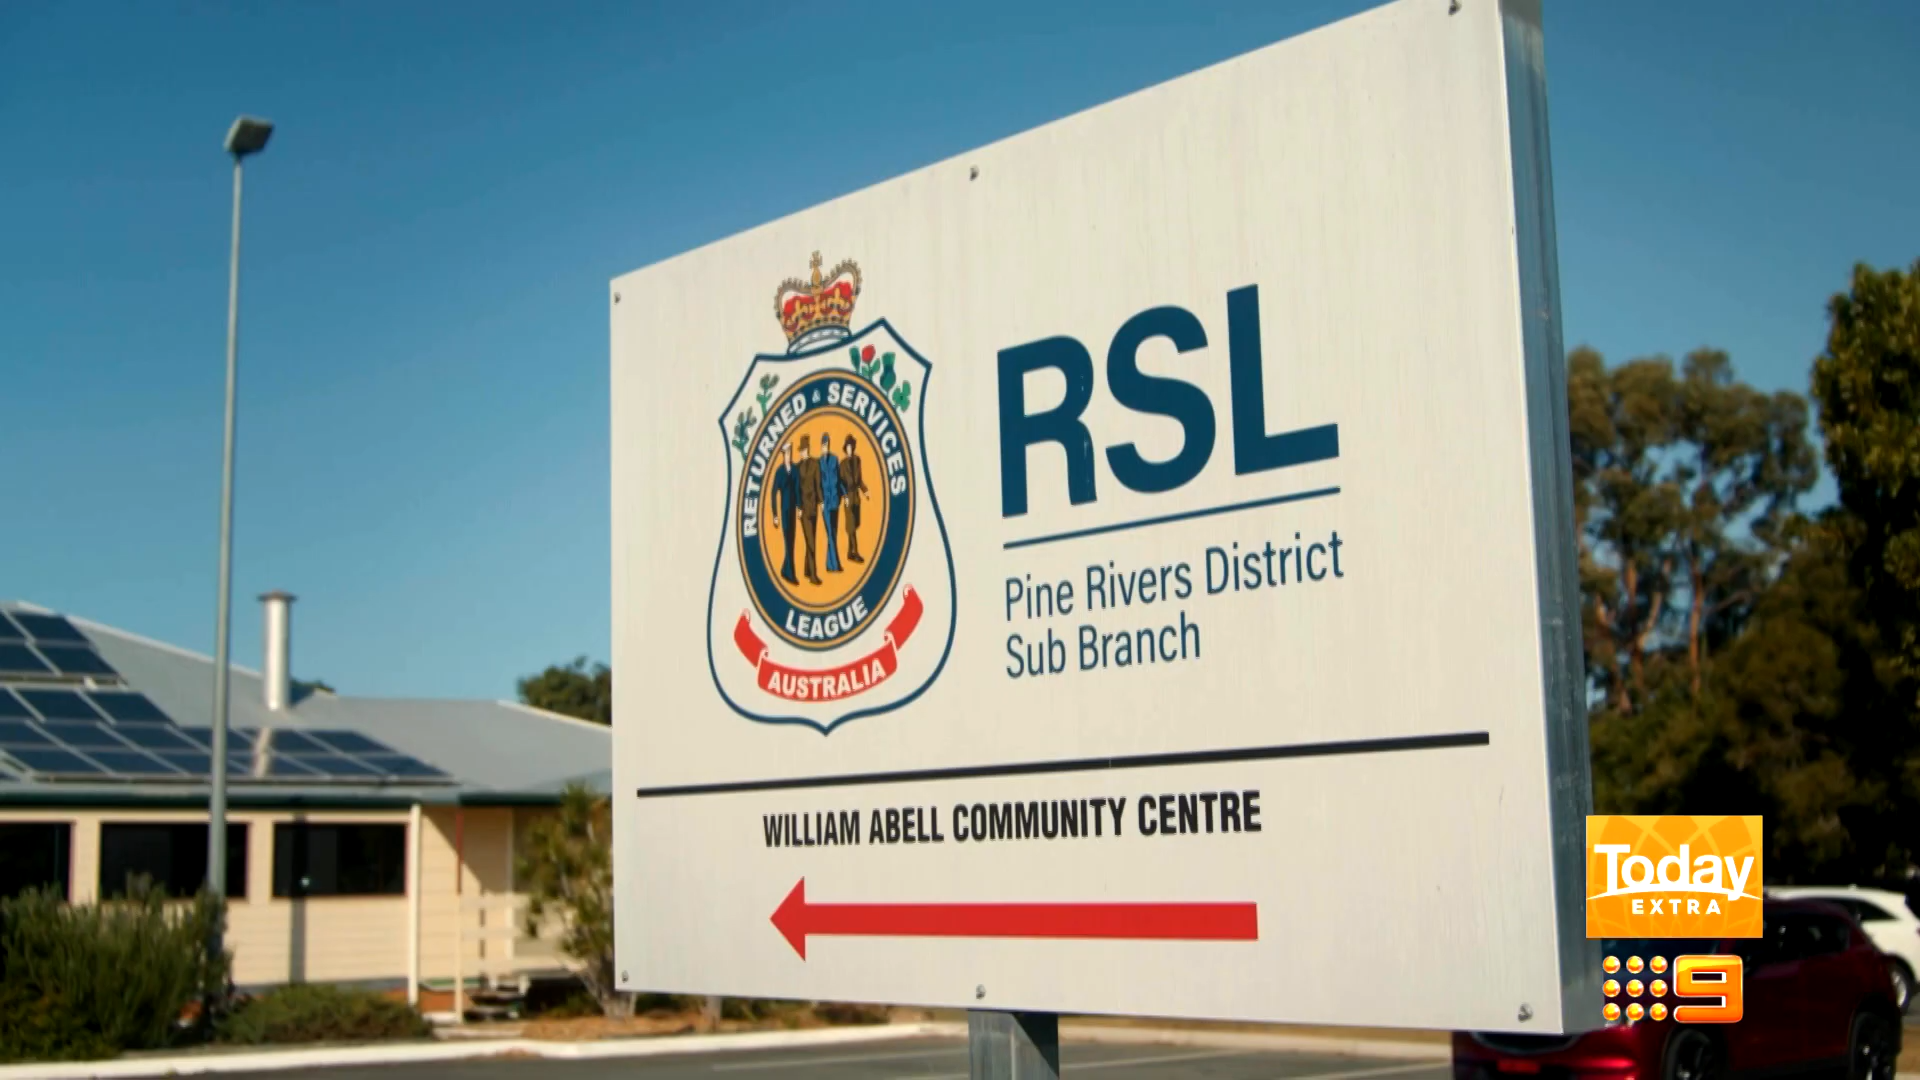 RETURNED & SERVICES
LEAGUE
AUSTRALIA
RSL
Pine Rivers District
Sub Branch
WILLIAM ABELL COMMUNITY CENTRE
Today
EXTRA
9